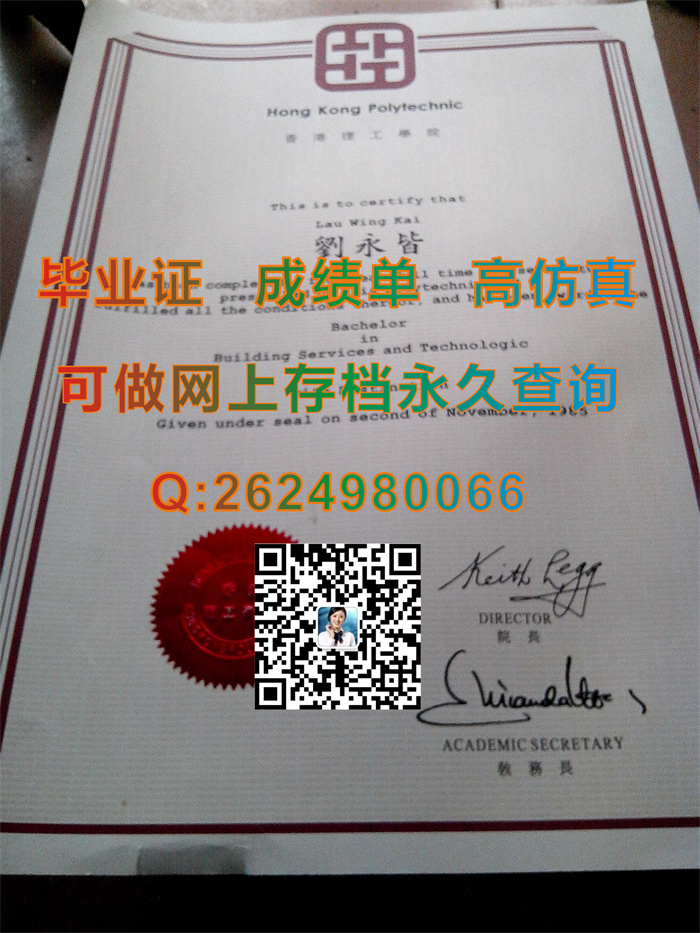 Hong Kong Polytechnic
香港理工學院
This is to certify that
Lau Wing Kai
劉永皆
毕业证 成绩单 高仿真
Bachelor
in
Building Services and Technologic
可做网上存档永久查询
Given under seal on second of November, 1985
Q:2624980066
Keith Legg
DIRECTOR
院長
ACADEMIC SECRETARY
教務長